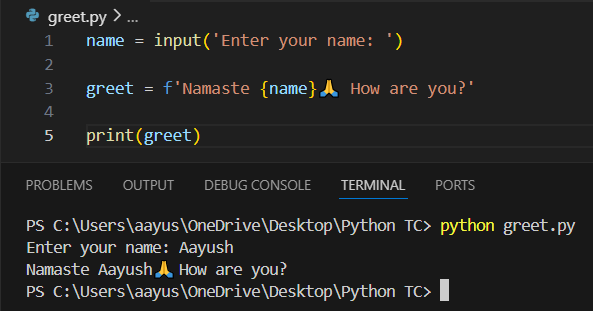 greet.py > ...
1 name = input('Enter your name: ')
2
3 greet = f'Namaste {name}🙏 How are you?'
4
5 print(greet)
PROBLEMS OUTPUT DEBUG CONSOLE TERMINAL PORTS
PS C:\Users\aayus\OneDrive\Desktop\Python TC> python greet.py
Enter your name: Aayush
Namaste Aayush🙏 How are you?
PS C:\Users\aayus\OneDrive\Desktop\Python TC>